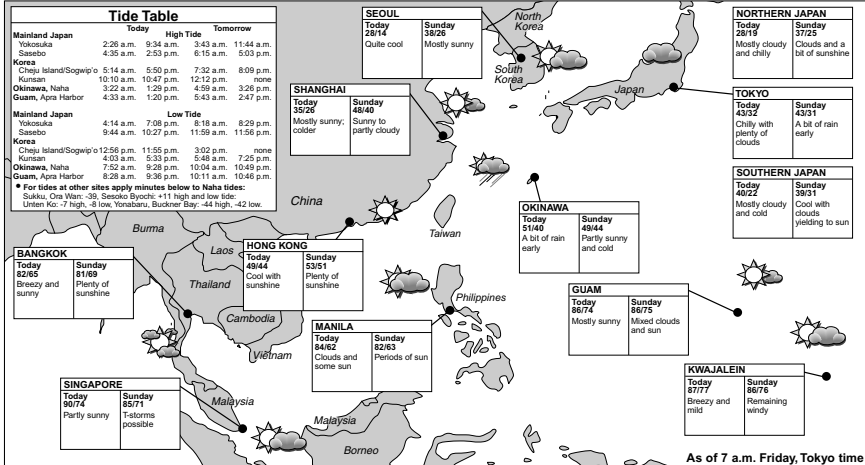 Tide Table
Today Tomorrow
Mainland Japan High Tide
Yokosuka 2:26 a.m. 9:34 a.m. 3:43 a.m. 11:44 a.m.
Sasebo 4:35 a.m. 2:53 p.m. 6:15 a.m. 5:03 p.m.
Korea
Cheju Island/Sogwip'o 5:14 a.m. 5:50 p.m. 7:32 a.m. 8:09 p.m.
Kunsan 10:10 a.m. 10:47 p.m. 12:12 p.m. none
Okinawa, Naha 3:22 a.m. 1:29 p.m. 4:59 a.m. 3:26 p.m.
Guam, Apra Harbor 4:33 a.m. 1:20 p.m. 5:43 a.m. 2:47 p.m.
Mainland Japan Low Tide
Yokosuka 4:14 a.m. 7:08 p.m. 8:18 a.m. 8:29 p.m.
Sasebo 9:44 a.m. 10:27 p.m. 11:59 a.m. 11:56 p.m.
Korea
Cheju Island/Sogwip'o 12:56 p.m. 11:55 p.m. 3:02 p.m. none
Kunsan 4:03 a.m. 5:33 p.m. 5:48 a.m. 7:25 p.m.
Okinawa, Naha 7:52 a.m. 9:28 p.m. 10:04 a.m. 10:49 p.m.
Guam, Apra Harbor 8:28 a.m. 9:36 p.m. 10:11 a.m. 10:46 p.m.
• For tides at other sites apply minutes below to Naha tides:
Sukku, Ora Wan: -39, Sesoko Byochi: +11 high and low tide:
Unten Ko: -7 high, -8 low, Yonabaru, Buckner Bay: -44 high, -42 low.
SEOUL
Today Sunday
28/14 38/26
Quite cool Mostly sunny
North
Korea
South
Korea
Japan
NORTHERN JAPAN
Today Sunday
28/19 37/25
Mostly cloudy Clouds and a
and chilly bit of sunshine
SHANGHAI
Today Sunday
35/26 48/40
Mostly sunny; Sunny to
colder partly cloudy
TOKYO
Today Sunday
43/32 43/31
Chilly with A bit of rain
plenty of early
clouds
SOUTHERN JAPAN
Today Sunday
40/22 39/31
Mostly cloudy Cool with
and cold clouds
yielding to sun
China
Taiwan
OKINAWA
Today Sunday
51/40 49/44
A bit of rain Partly sunny
early and cold
Burma
Laos
Thailand
Cambodia
Vietnam
HONG KONG
Today Sunday
49/44 53/51
Cool with Plenty of
sunshine sunshine
BANGKOK
Today Sunday
82/65 81/69
Breezy and Plenty of
sunny sunshine
Philippines
GUAM
Today Sunday
86/74 86/75
Mostly sunny Mixed clouds
and sun
MANILA
Today Sunday
84/62 82/63
Clouds and Periods of sun
some sun
KWAJALEIN
Today Sunday
87/77 86/76
Breezy and Remaining
mild windy
SINGAPORE
Today Sunday
90/74 85/71
Partly sunny T-storms
possible
Malaysia
Malaysia
Borneo
As of 7 a.m. Friday, Tokyo time